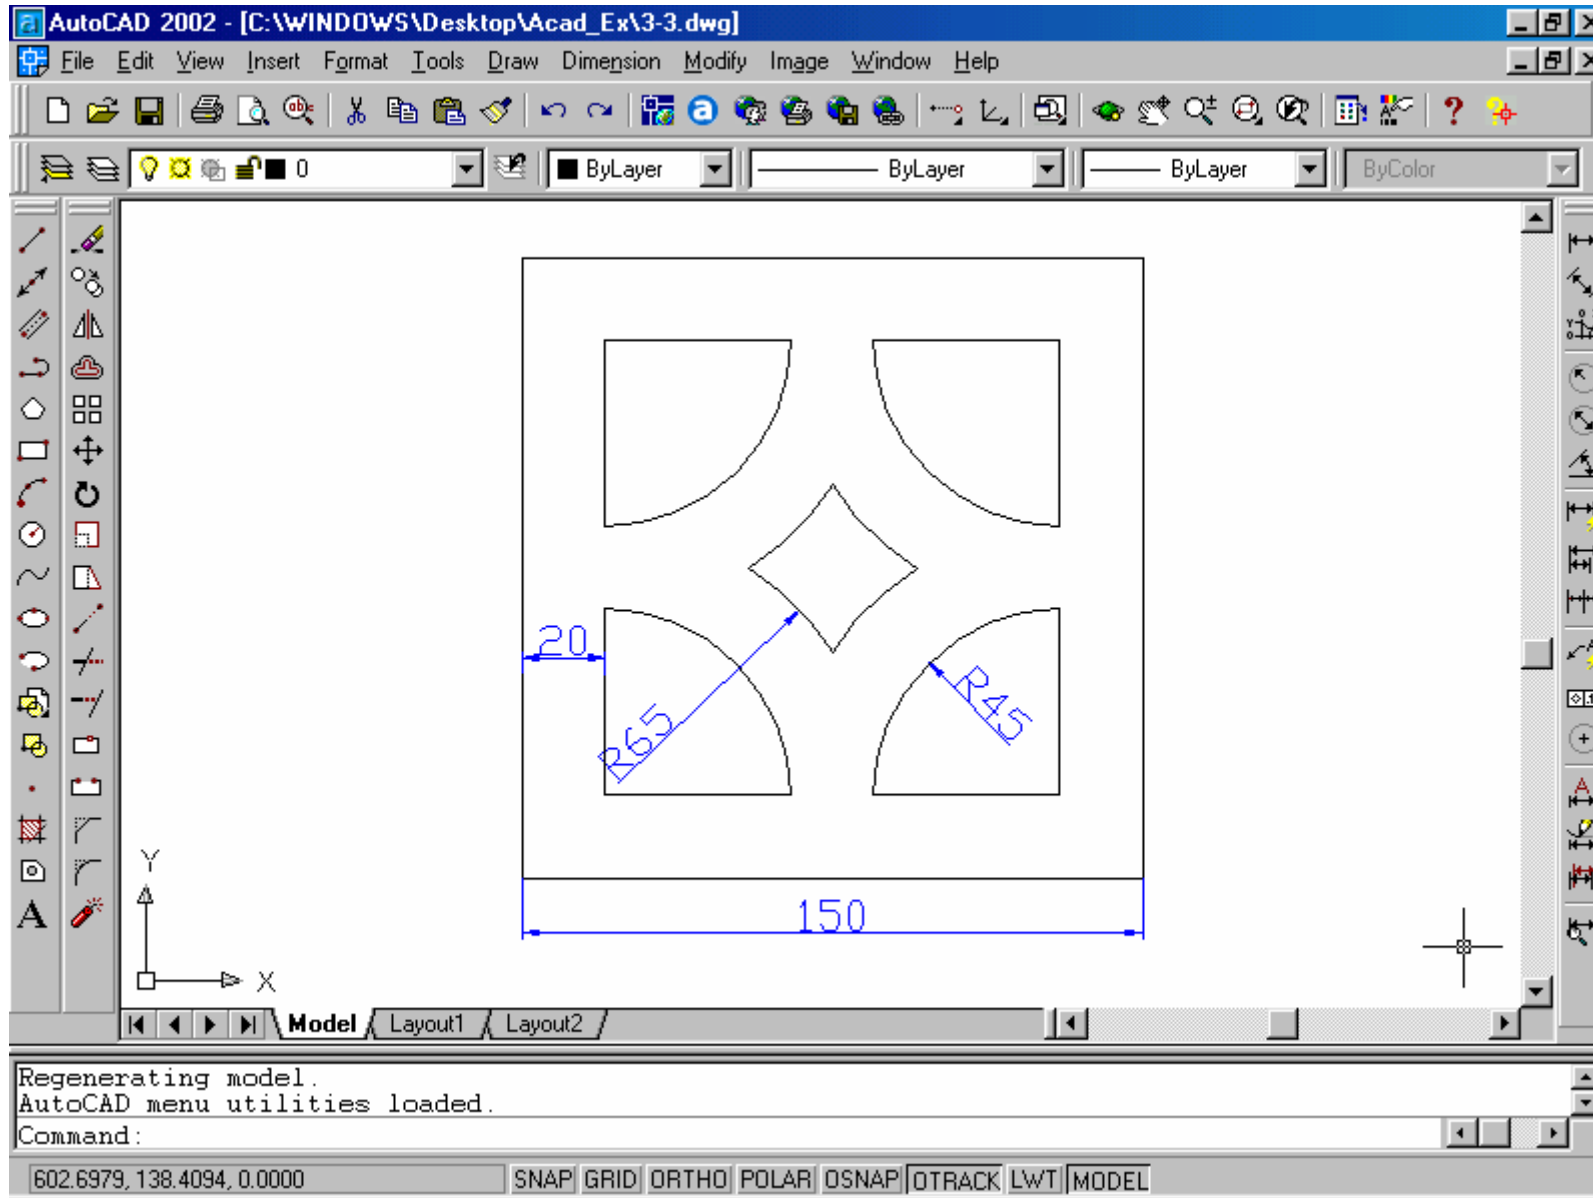 AutoCAD 2002 - [C:\WINDOWS\Desktop\Acad_Ex\3-3.dwg]
File Edit View Insert Format Tools Draw Dimension Modify Image Window Help
0 ByLayer ByLayer ByLayer ByColor
20
R65
R45
150
Y
X
A
Model Layout1 Layout2
Regenerating model.
AutoCAD menu utilities loaded.
Command:
602.6979, 138.4094, 0.0000 SNAP GRID ORTHO POLAR OSNAP OTRACK LWT MODEL